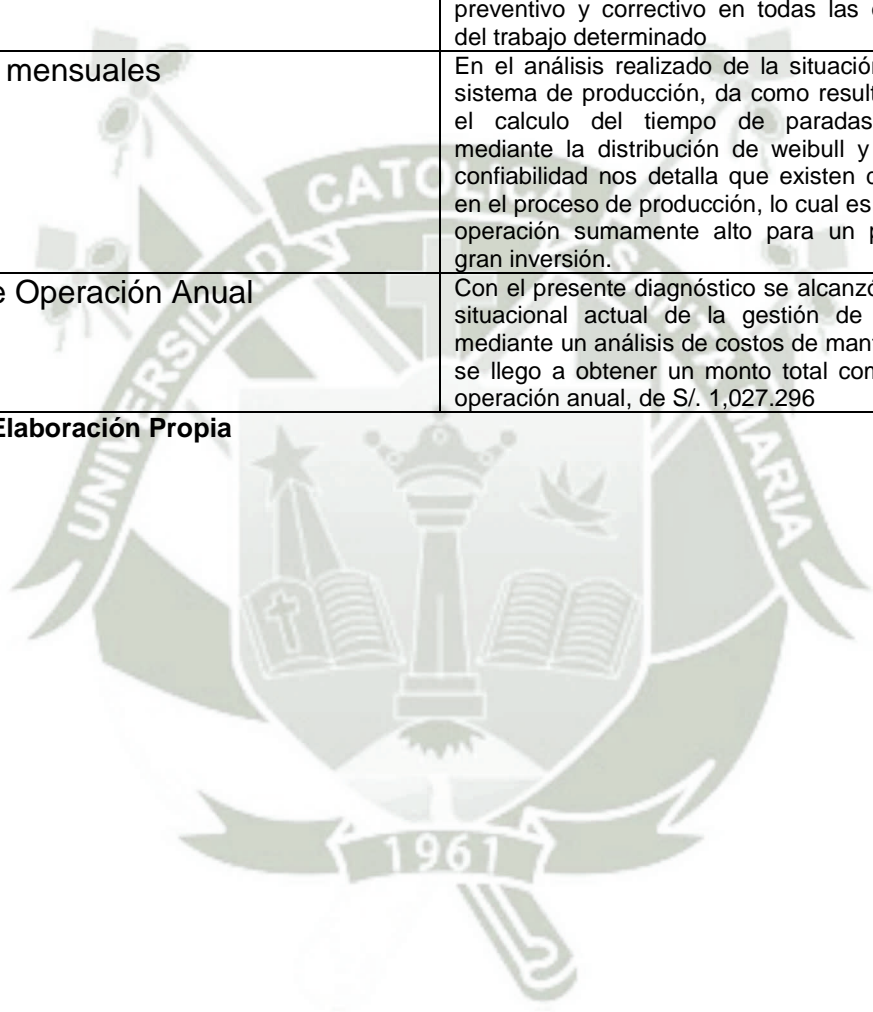 preventivo y correctivo en todas las
del trabajo determinado
mensuales
En el análisis realizado de la situación
sistema de producción, da como
el calculo del tiempo de paradas
mediante la distribución de weibull y
confiabilidad nos detalla que existen
en el proceso de producción, lo cual es
operación sumamente alto para un
gran inversión.
Operación Anual
Con el presente diagnóstico se alcanzó
situacional actual de la gestión de
mediante un análisis de costos de
se llego a obtener un monto total
operación anual, de S/. 1,027.296
Elaboración Propia
UNIVERSIDAD CATOLICA SANTA MARIA
1961